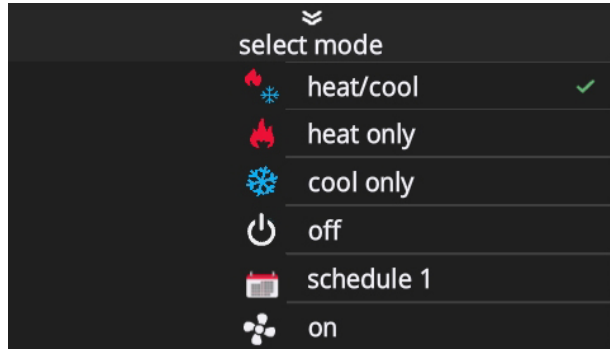 select mode
heat/cool
heat only
cool only
off
schedule 1
on